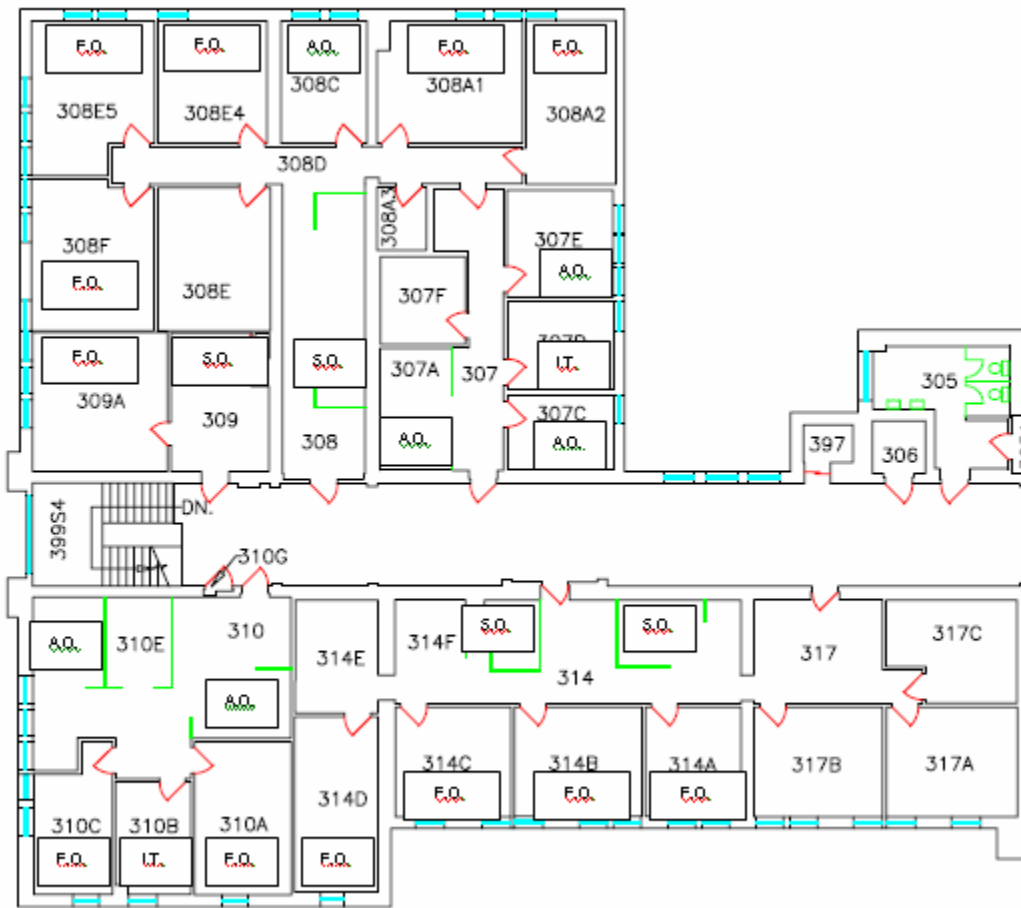 F.O.
F.O.
A.O.
F.O.
F.O.
308E5
308E4
308C
308A1
308A2
308D
308F
F.O.
308E
308A3
307E
A.O.
307F
F.O.
S.O.
S.O.
307A
307
I.T.
309A
309
308
A.O.
307C
A.O.
305
397
306
399S4
DN.
310G
A.O.
310E
310
314E
314F
S.O.
S.O.
314
317
317C
A.O.
314C
314B
314A
317B
317A
F.O.
F.O.
F.O.
310C
310B
310A
314D
F.O.
I.T.
F.O.
F.O.